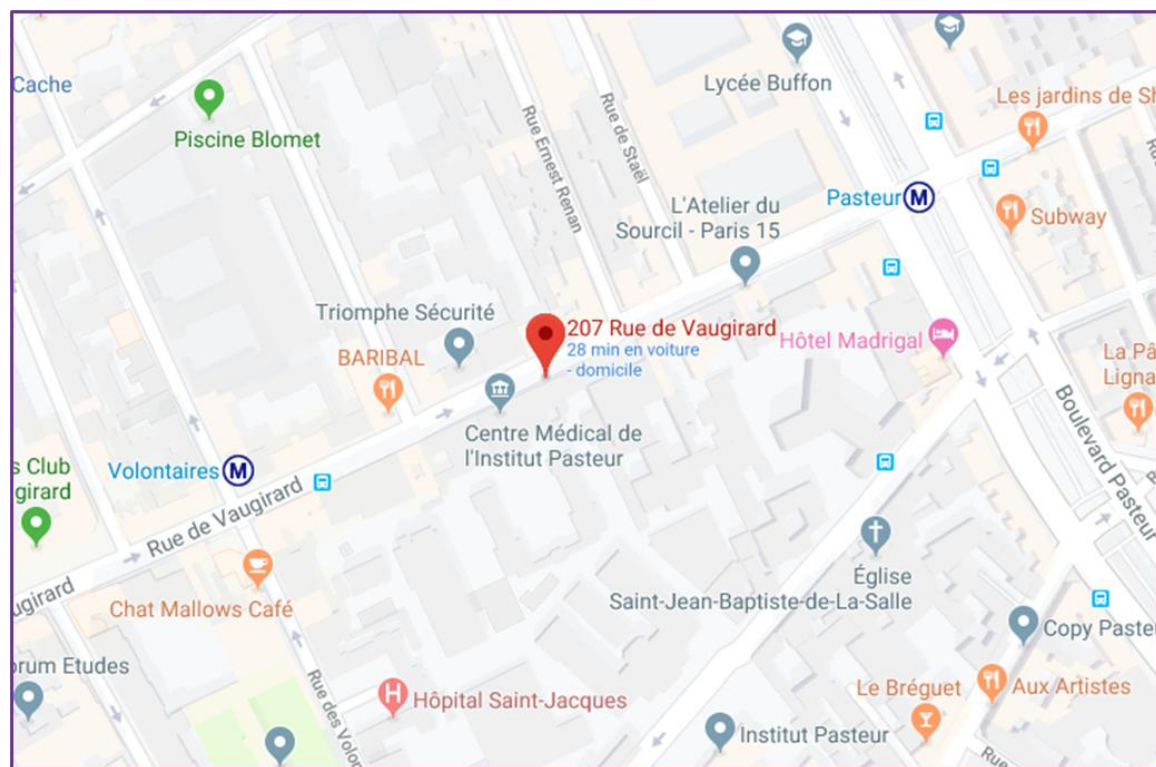 Cache
Piscine Blomet
Lycée Buffon
Les jardins de Sh
Rue Ernest Renan
Rue de Staël
Pasteur
M
Subway
L'Atelier du
Sourcil - Paris 15
Triomphe Sécurité
BARIBAL
207 Rue de Vaugirard
28 min en voiture
- domicile
Hôtel Madrigal
La Pâ
Ligna
Centre Médical de
l'Institut Pasteur
Boulevard Pasteur
Volontaires
M
s Club
girard
Rue de Vaugirard
ugirard
Chat Mallows Café
Église
Saint-Jean-Baptiste-de-La-Salle
Copy Pasteu
orum Etudes
Rue des Volon
H
Hôpital Saint-Jacques
Le Bréguet
Aux Artistes
Institut Pasteur
Rue